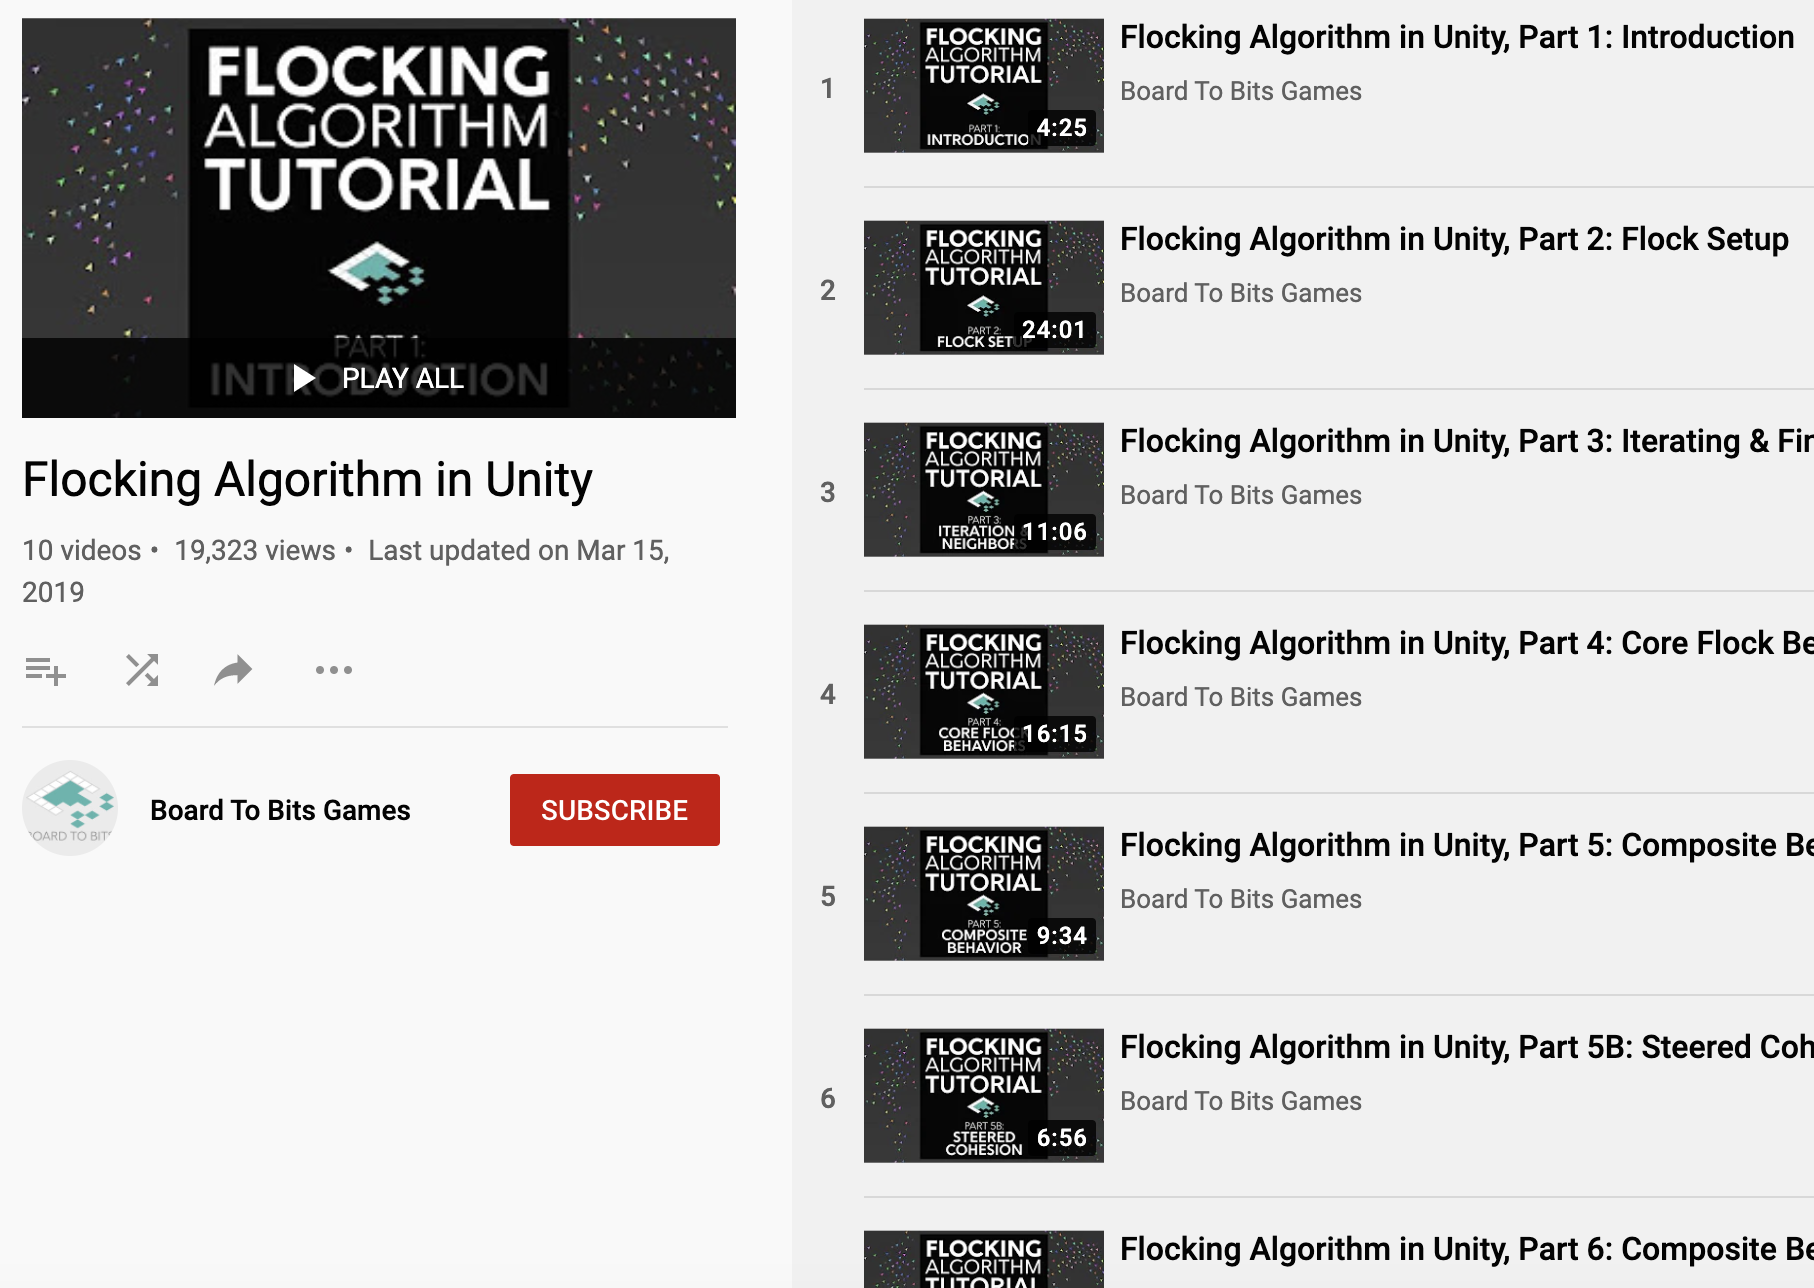 FLOCKING
ALGORITHM
TUTORIAL
PART 1:
INTRODUCTION
PLAY ALL
Flocking Algorithm in Unity
10 videos • 19,323 views • Last updated on Mar 15,
2019
Board To Bits Games
SUBSCRIBE
OARD TO BIT
1
FLOCKING
ALGORITHM
TUTORIAL
PART 1:
INTRODUCTION
4:25
Flocking Algorithm in Unity, Part 1: Introduction
Board To Bits Games
2
FLOCKING
ALGORITHM
TUTORIAL
PART 2:
FLOCK SETUP
24:01
Flocking Algorithm in Unity, Part 2: Flock Setup
Board To Bits Games
3
FLOCKING
ALGORITHM
TUTORIAL
PART 3:
ITERATION &
NEIGHBORS
11:06
Flocking Algorithm in Unity, Part 3: Iterating & Fin
Board To Bits Games
4
FLOCKING
ALGORITHM
TUTORIAL
PART 4:
CORE FLOCK
BEHAVIORS
16:15
Flocking Algorithm in Unity, Part 4: Core Flock Be
Board To Bits Games
5
FLOCKING
ALGORITHM
TUTORIAL
PART 5:
COMPOSITE
BEHAVIOR
9:34
Flocking Algorithm in Unity, Part 5: Composite Be
Board To Bits Games
6
FLOCKING
ALGORITHM
TUTORIAL
PART 5B:
STEERED
COHESION
6:56
Flocking Algorithm in Unity, Part 5B: Steered Coh
Board To Bits Games
FLOCKING
ALGORITHM
TUTORIAL
Flocking Algorithm in Unity, Part 6: Composite Be